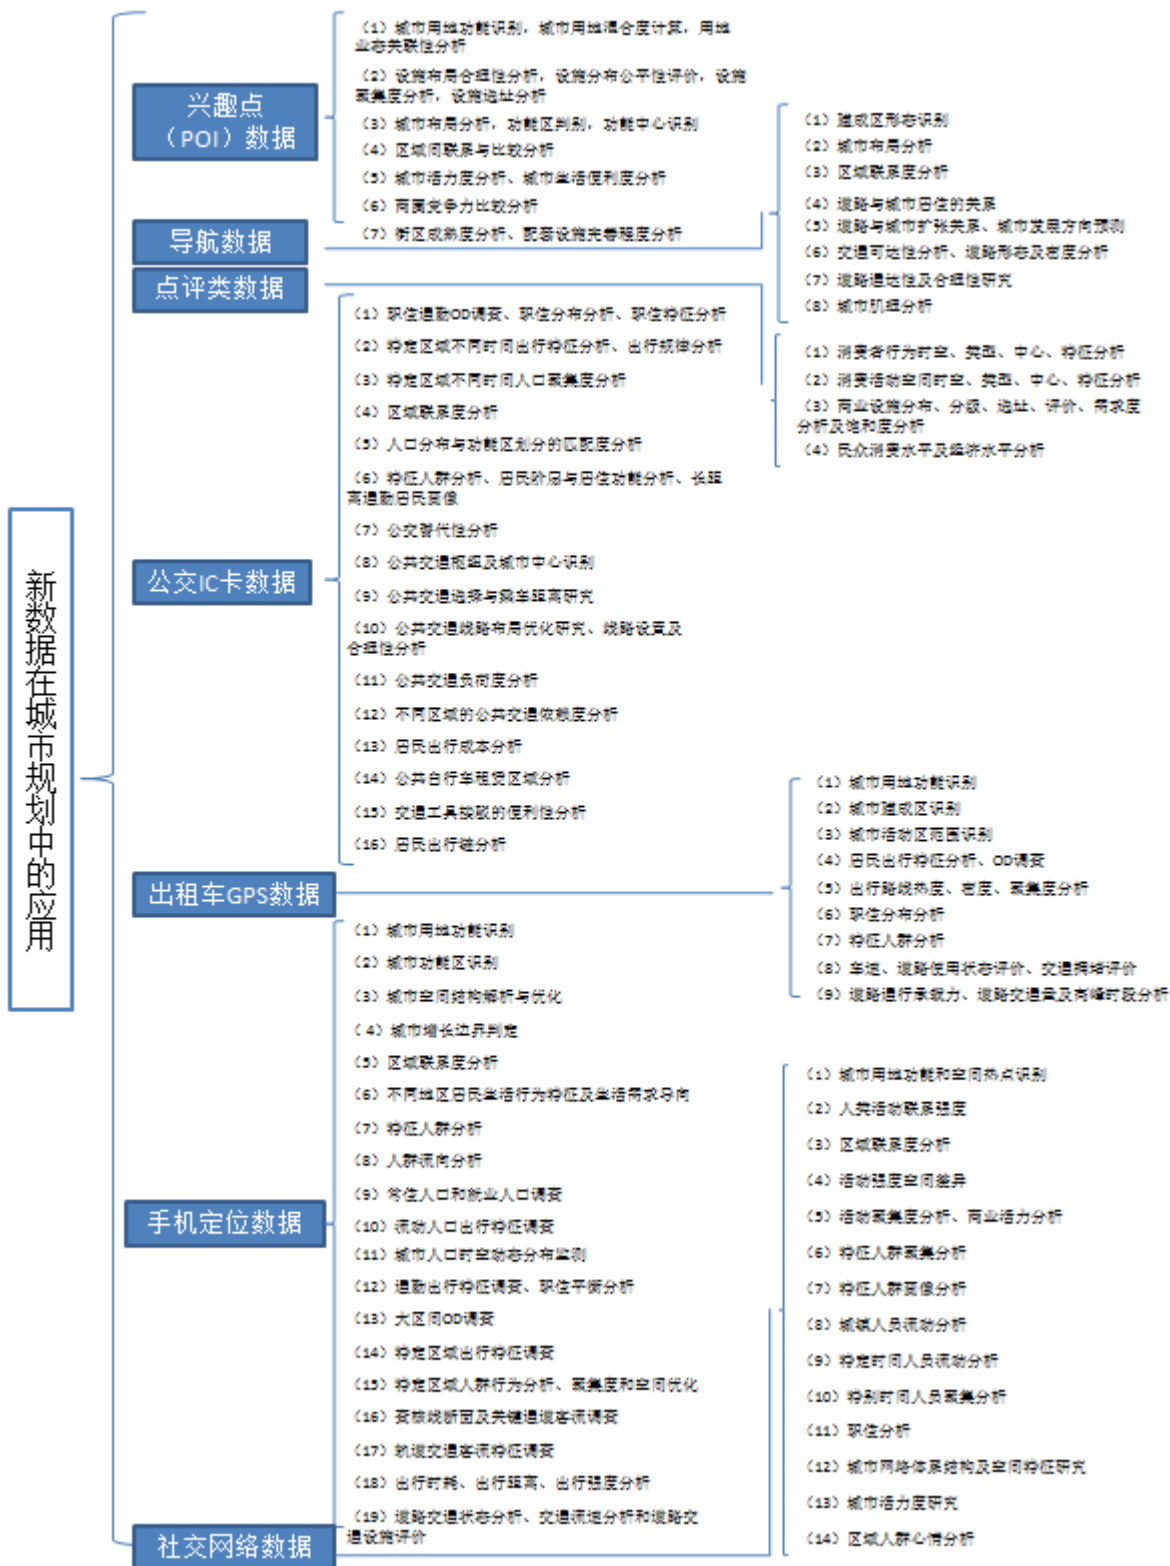 新数据在城市规划中的应用
兴趣点
（POI）数据
（1）城市用地功能识别，城市用地混合度计算，用地
业态关联性分析
（2）设施布局合理性分析，设施分布公平性评价，设施
聚集度分析，设施选址分析
（3）城市布局分析，功能区判别，功能中心识别
（4）区域间联系与比较分析
（5）城市活力度分析、城市生活便利度分析
（6）商圈竞争力比较分析
（7）街区成熟度分析、配套设施完善程度分析
导航数据
（1）建成区形态识别
（2）城市布局分析
（3）区域联系度分析
（4）道路与城市居住的关系
（5）道路与城市扩张关系、城市发展方向预测
（6）交通可达性分析、道路形态及密度分析
（7）道路通达性及合理性研究
（8）城市肌理分析
点评类数据
（1）消费者行为时空、类型、中心、特征分析
（2）消费活动空间时空、类型、中心、特征分析
（3）商业设施分布、分级、选址、评价、需求度
分析及饱和度分析
（4）民众消费水平及经济水平分析
公交IC卡数据
（1）职住通勤OD调查、职住分布分析、职住特征分析
（2）特定区域不同时间出行特征分析、出行规律分析
（3）特定区域不同时间人口聚集度分析
（4）区域联系度分析
（5）人口分布与功能区划分的匹配度分析
（6）特征人群分析、居民阶层与居住功能分析、长距
离通勤居民画像
（7）公交替代性分析
（8）公共交通枢纽及城市中心识别
（9）公共交通选择与乘车距离研究
（10）公共交通线路布局优化研究、线路设置及
合理性分析
（11）公共交通负荷度分析
（12）不同区域的公共交通依赖度分析
（13）居民出行成本分析
（14）公共自行车租赁区域分析
（15）交通工具接驳的便利性分析
（16）居民出行链分析
出租车GPS数据
（1）城市用地功能识别
（2）城市建成区识别
（3）城市活动区范围识别
（4）居民出行特征分析、OD调查
（5）出行路线热度、密度、聚集度分析
（6）职住分布分析
（7）特征人群分析
（8）车速、道路使用状态评价、交通拥堵评价
（9）道路通行承载力、道路交通量及高峰时段分析
手机定位数据
（1）城市用地功能识别
（2）城市功能区识别
（3）城市空间结构解析与优化
（4）城市增长边界判定
（5）区域联系度分析
（6）不同地区居民生活行为特征及生活需求导向
（7）特征人群分析
（8）人群流向分析
（9）常住人口和就业人口调查
（10）流动人口出行特征调查
（11）城市人口时空动态分布监测
（12）通勤出行特征调查、职住平衡分析
（13）大区间OD调查
（14）特定区域出行特征调查
（15）特定区域人群行为分析、聚集度和空间优化
（16）查核线断面及关键通道客流调查
（17）轨道交通客流特征调查
（18）出行时耗、出行距离、出行强度分析
（19）道路交通状态分析、交通流速分析和道路交
通设施评价
社交网络数据
（1）城市用地功能和空间热点识别
（2）人类活动联系强度
（3）区域联系度分析
（4）活动强度空间差异
（5）活动聚集度分析、商业活力分析
（6）特征人群聚集分析
（7）特征人群画像分析
（8）城镇人员流动分析
（9）特定时间人员流动分析
（10）特别时间人员聚集分析
（11）职住分析
（12）城市网络体系结构及空间特征研究
（13）城市活力度研究
（14）区域人群心情分析